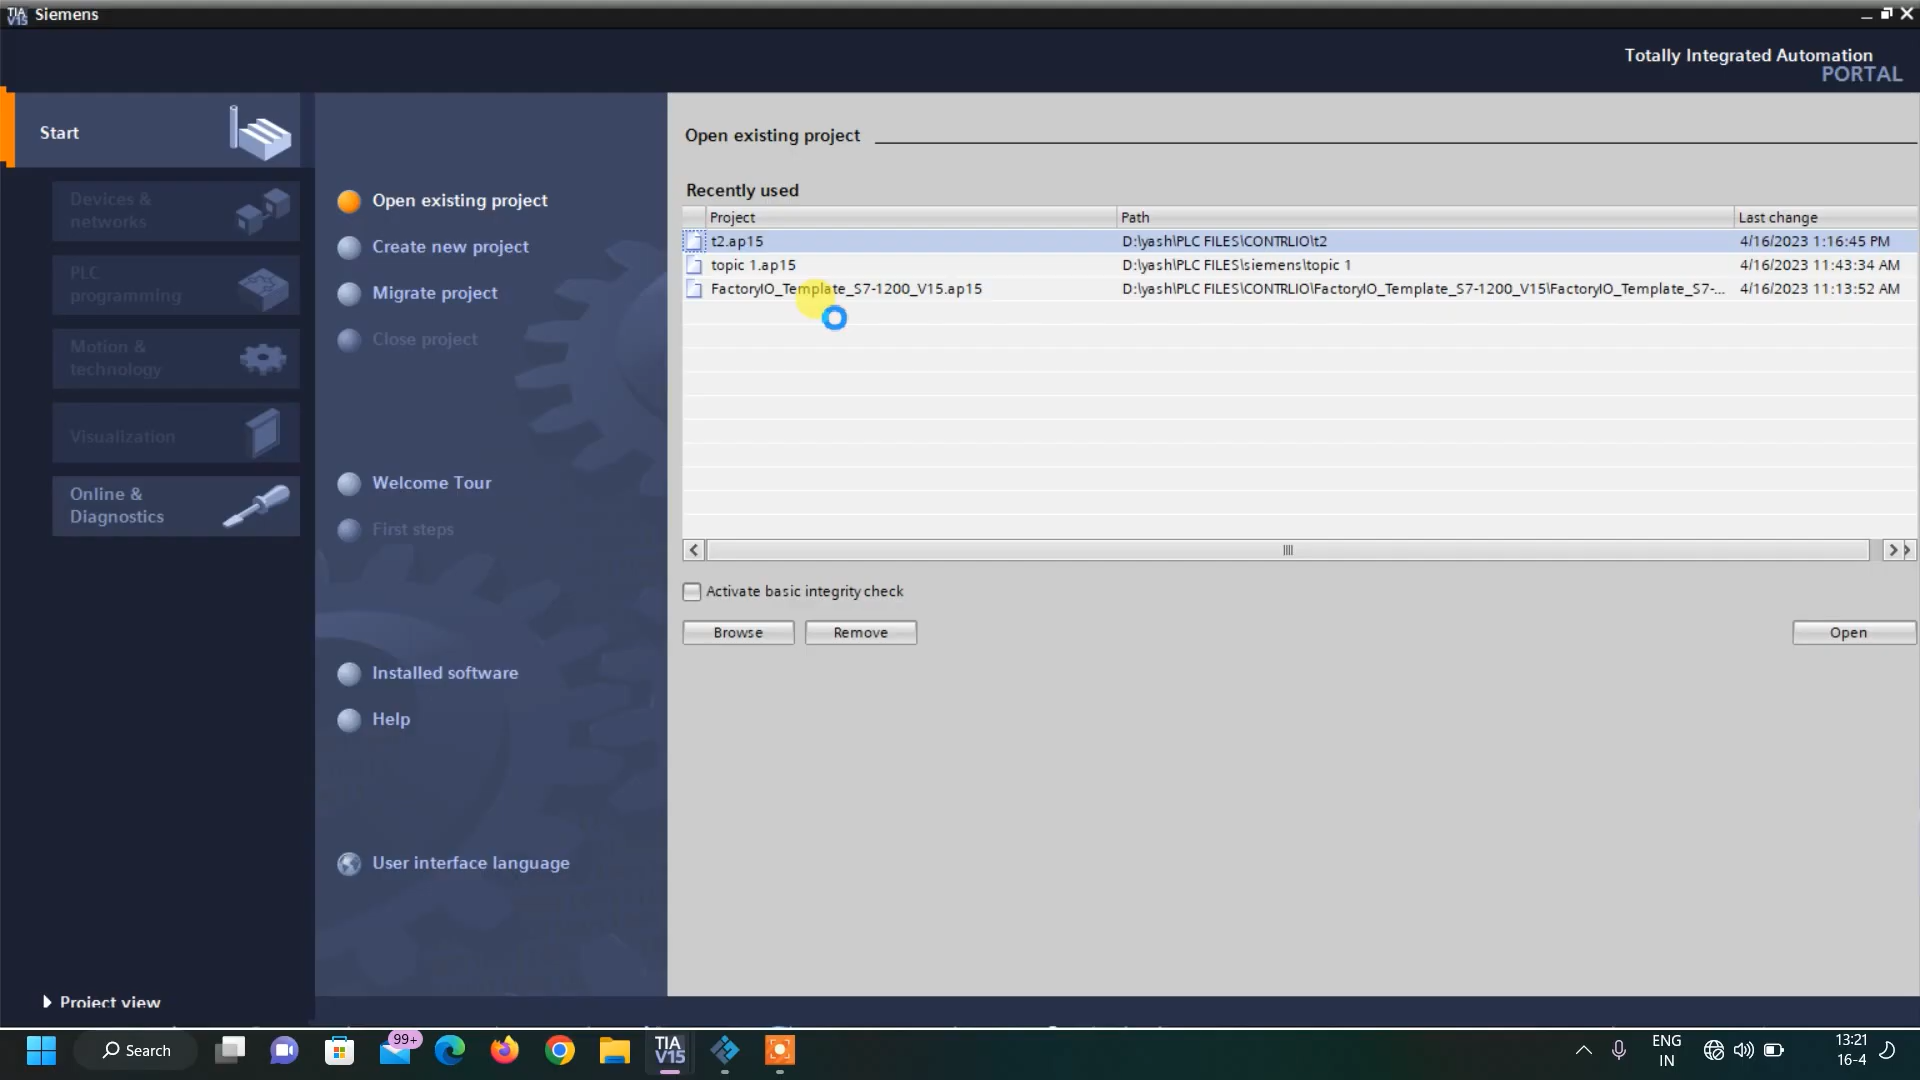 TIA V15 Siemens
Totally Integrated Automation
PORTAL
Start
Devices &
networks
PLC
programming
Motion &
technology
Visualization
Online &
Diagnostics
Open existing project
Create new project
Migrate project
Close project
Welcome Tour
First steps
Installed software
Help
User interface language
Open existing project
Recently used
Project Path Last change
t2.ap15 D:\yash\PLC FILES\CONTRLIO\t2 4/16/2023 1:16:45 PM
topic 1.ap15 D:\yash\PLC FILES\siemens\topic 1 4/16/2023 11:43:34 AM
FactoryIO_Template_S7-1200_V15.ap15 D:\yash\PLC FILES\CONTRLIO\FactoryIO_Template_S7-1200_V15\FactoryIO_Template_S7-... 4/16/2023 11:13:52 AM
Activate basic integrity check
Browse Remove Open
Project view
Search
99+
TIA
V15
ENG
IN
13:21
16-4